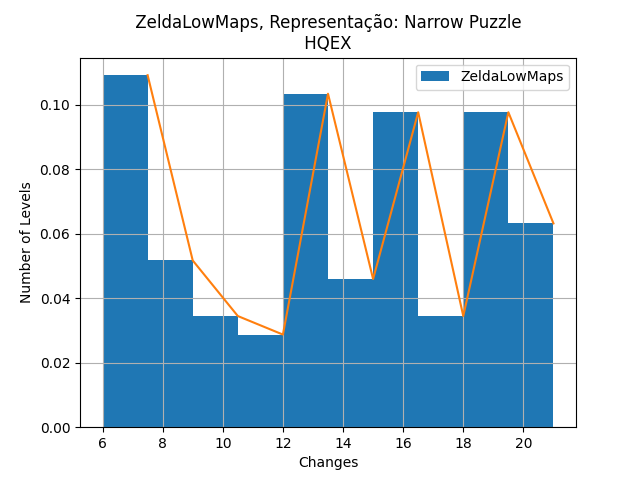 ZeldaLowMaps, Representação: Narrow Puzzle
HQEX
ZeldaLowMaps
0.10
0.08
0.06
0.04
0.02
0.00
Number of Levels
6 8 10 12 14 16 18 20
Changes